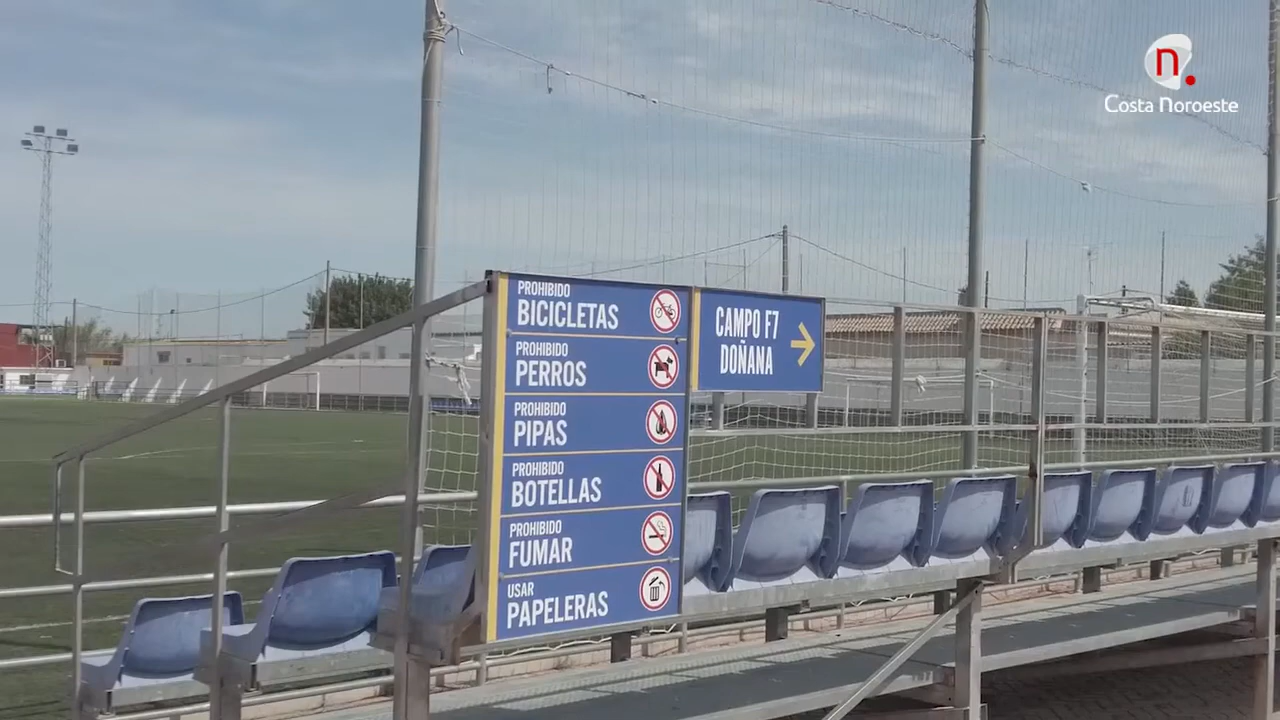 n.
Costa Noroeste
PROHIBIDO
BICICLETAS
PROHIBIDO
PERROS
PROHIBIDO
PIPAS
PROHIBIDO
BOTELLAS
PROHIBIDO
FUMAR
USAR
PAPELERAS
CAMPO F7
DOÑANA